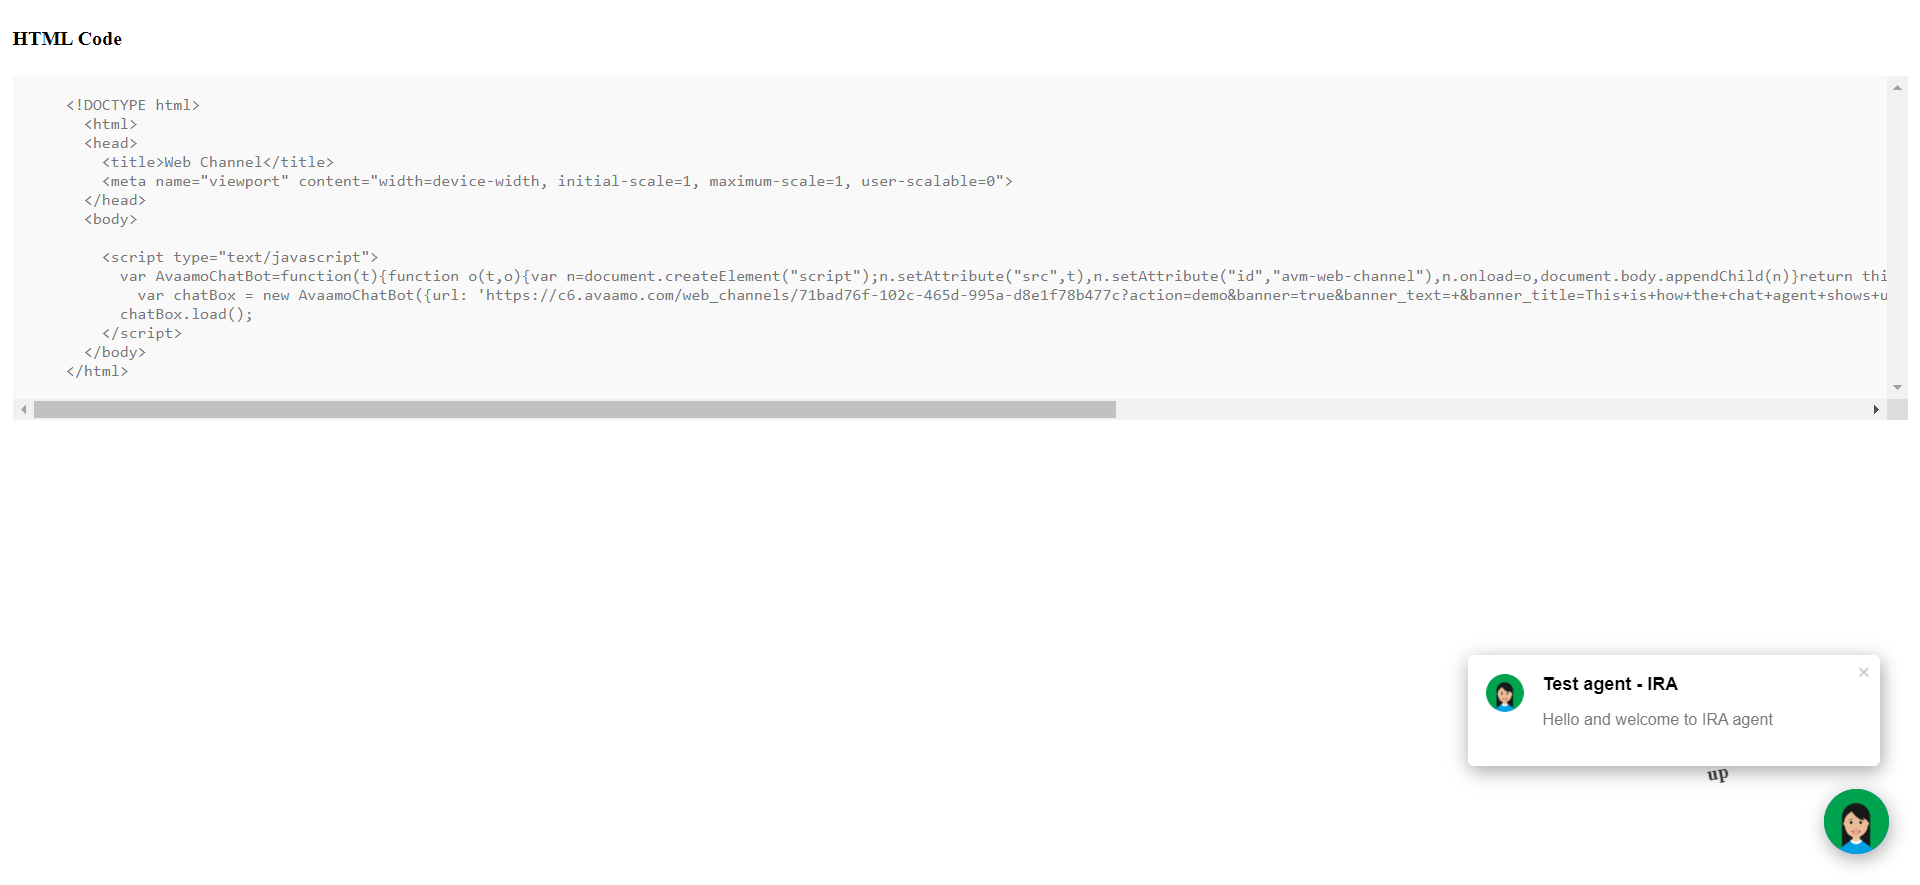 HTML Code
<!DOCTYPE html>
<html>
<head>
<title>Web Channel</title>
<meta name="viewport" content="width=device-width, initial-scale=1, maximum-scale=1, user-scalable=0">
</head>
<body>
<script type="text/javascript">
var AvaamoChatBot=function(t){function o(t,o){var n=document.createElement("script");n.setAttribute("src",t),n.setAttribute("id","avm-web-channel"),n.onload=o,document.body.appendChild(n)}return thi
var chatBox = new AvaamoChatBot({url: 'https://c6.avaamo.com/web_channels/71bad76f-102c-465d-995a-d8e1f78b477c?action=demo&banner=true&banner_text=+&banner_title=This+is+how+the+chat+agent+shows+u
chatBox.load();
</script>
</body>
</html>
Test agent - IRA
×
Hello and welcome to IRA agent
up